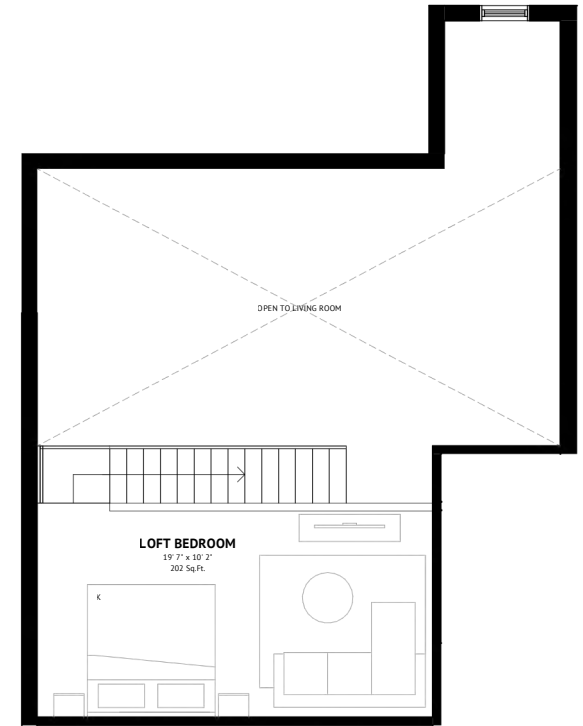 OPEN TO LIVING ROOM
LOFT BEDROOM
19' 7" x 10' 2"
202 Sq.Ft.
K